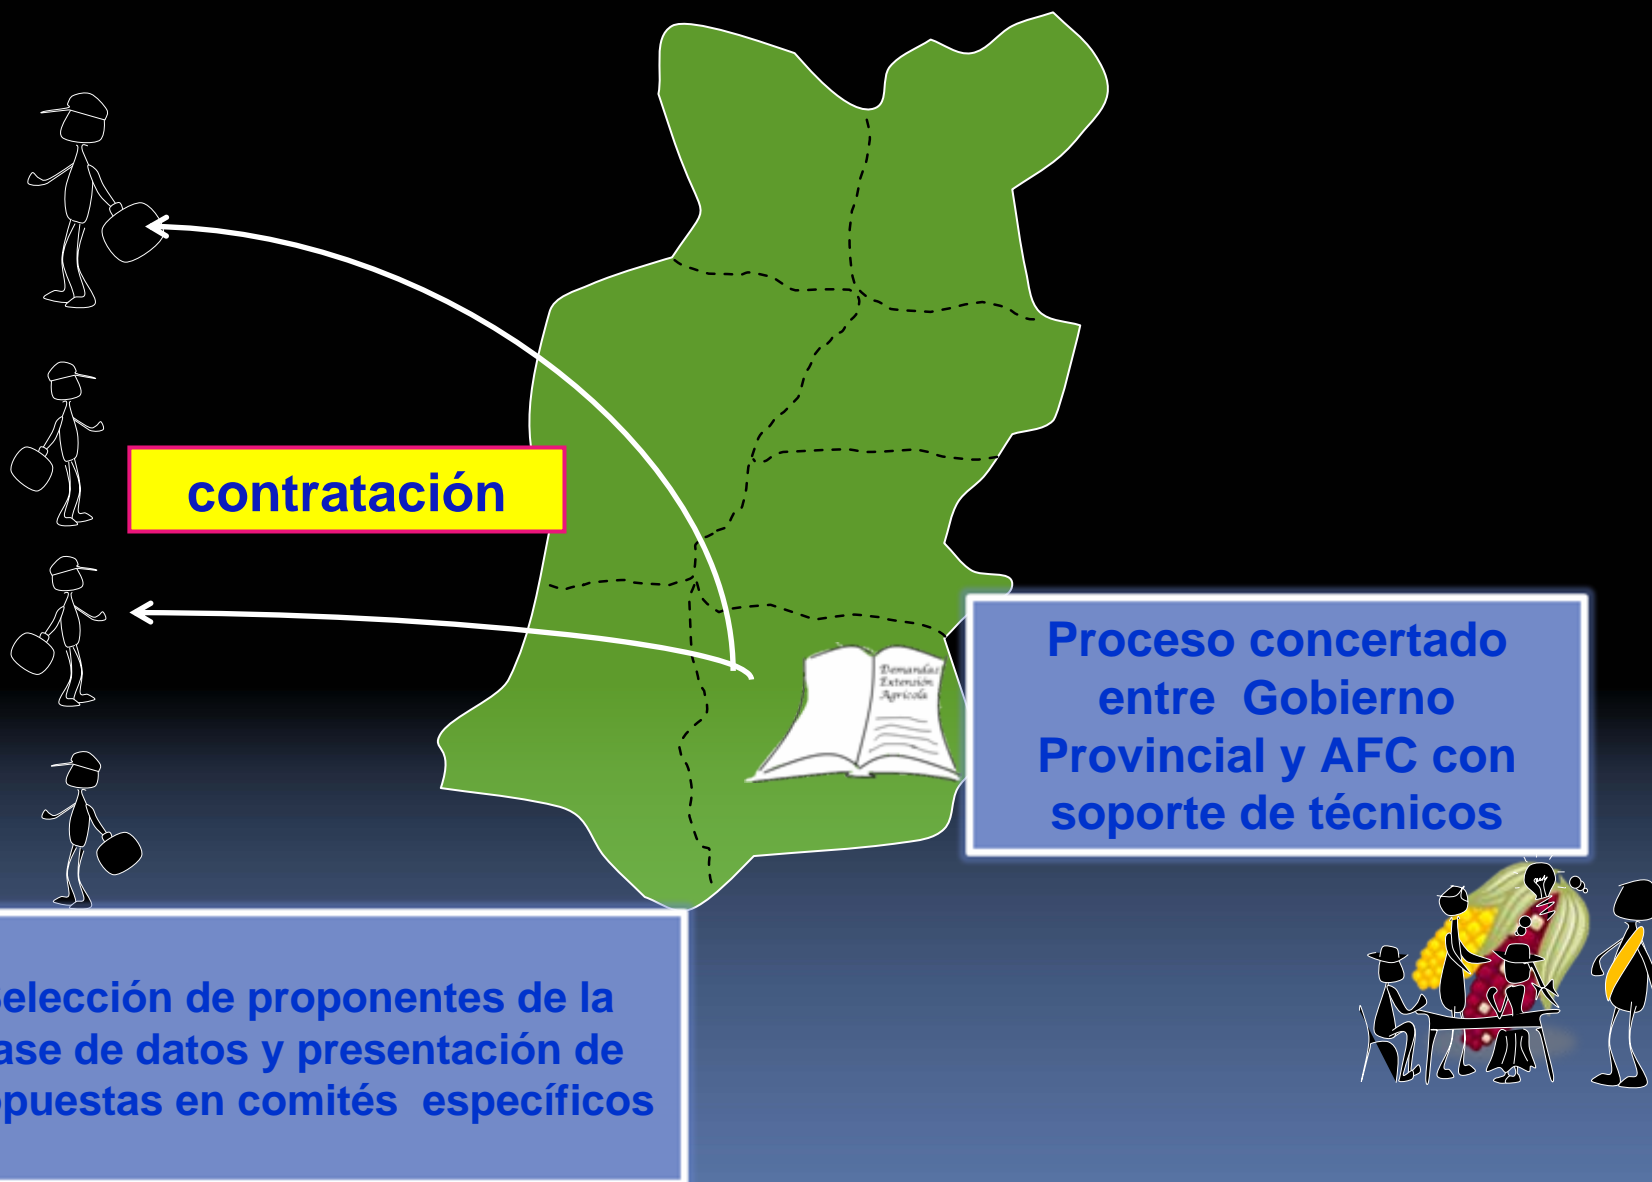 contratación
Demandas
Extensión
Agrícola
Proceso concertado
entre Gobierno
Provincial y AFC con
soporte de técnicos
elección de proponentes de la
ase de datos y presentación de
puestas en comités específicos